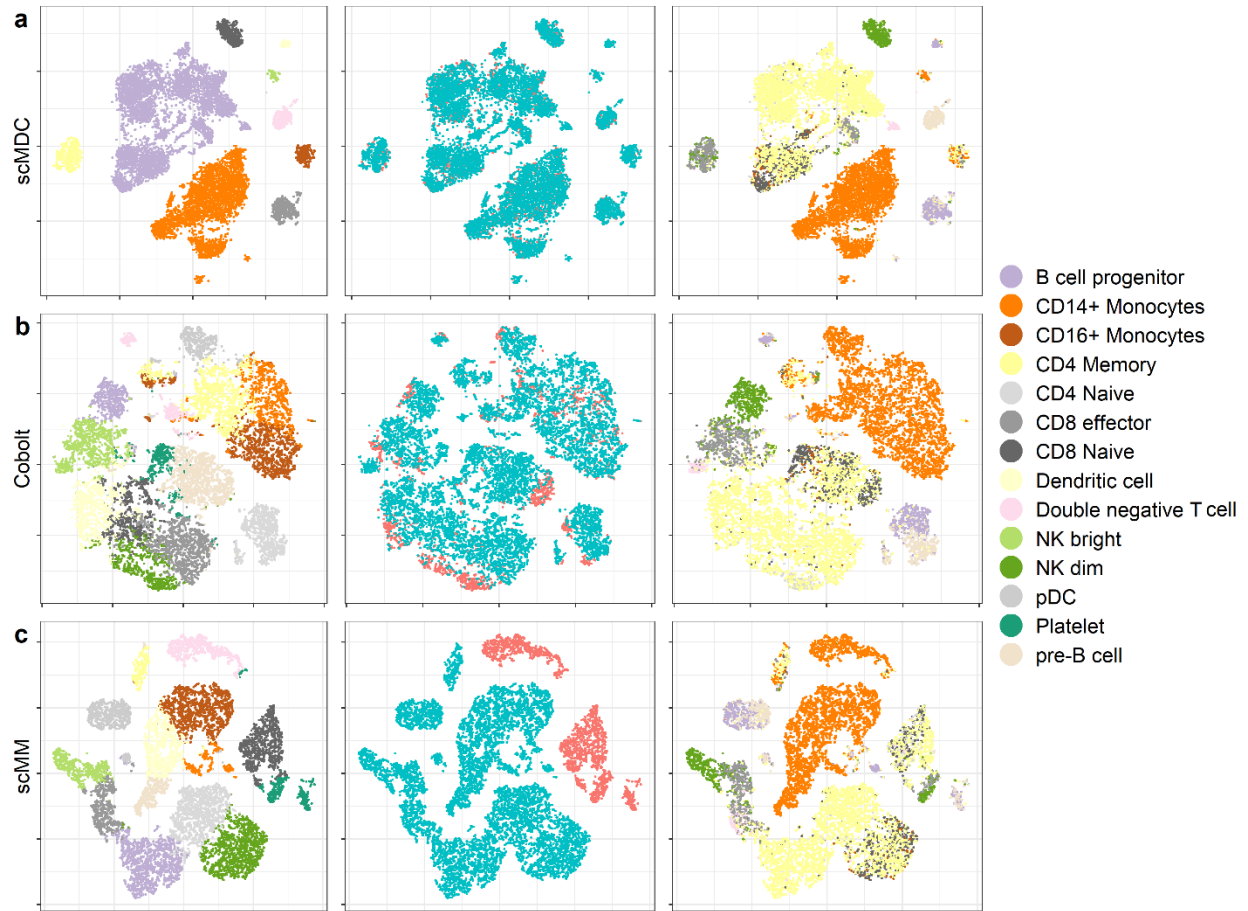 a
scMDC
b
Cobolt
c
scMM
B cell progenitor
CD14+ Monocytes
CD16+ Monocytes
CD4 Memory
CD4 Naive
CD8 effector
CD8 Naive
Dendritic cell
Double negative T cell
NK bright
NK dim
pDC
Platelet
pre-B cell